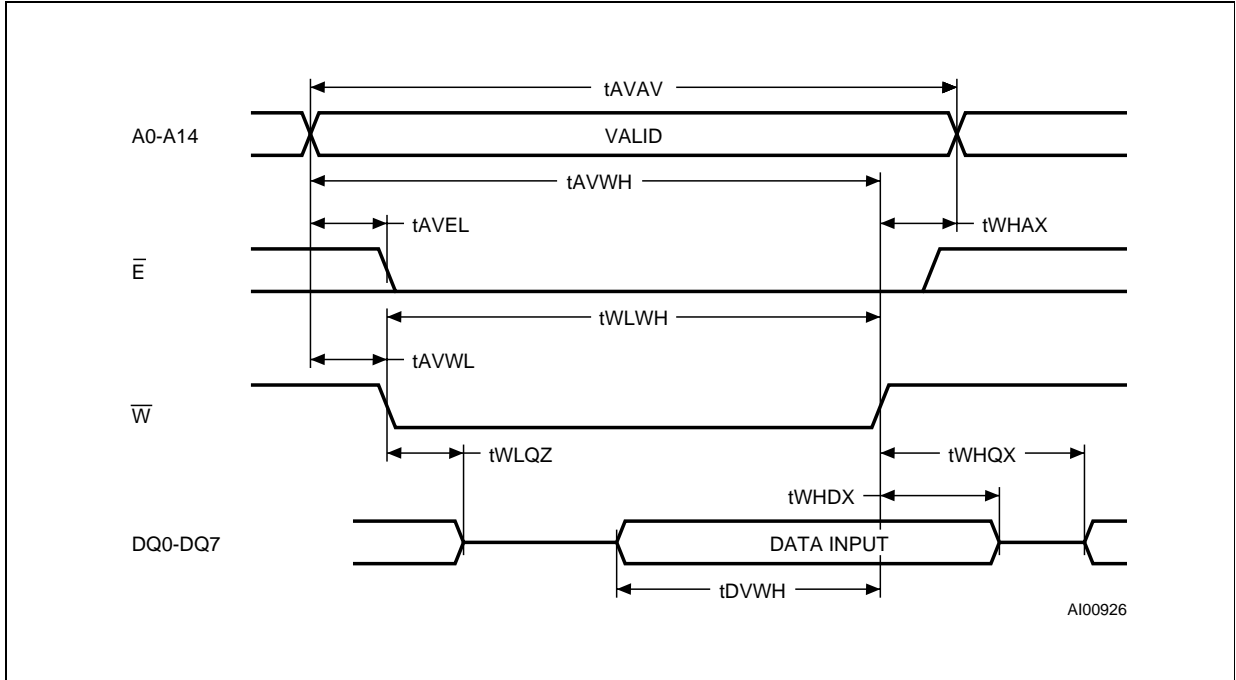 tAVAV
A0-A14
VALID
tAVWH
tAVEL
tWHAX
E̅
tWLWH
tAVWL
W̅
tWLQZ
tWHQX
tWHDX
DQ0-DQ7
DATA INPUT
tDVWH
AI00926